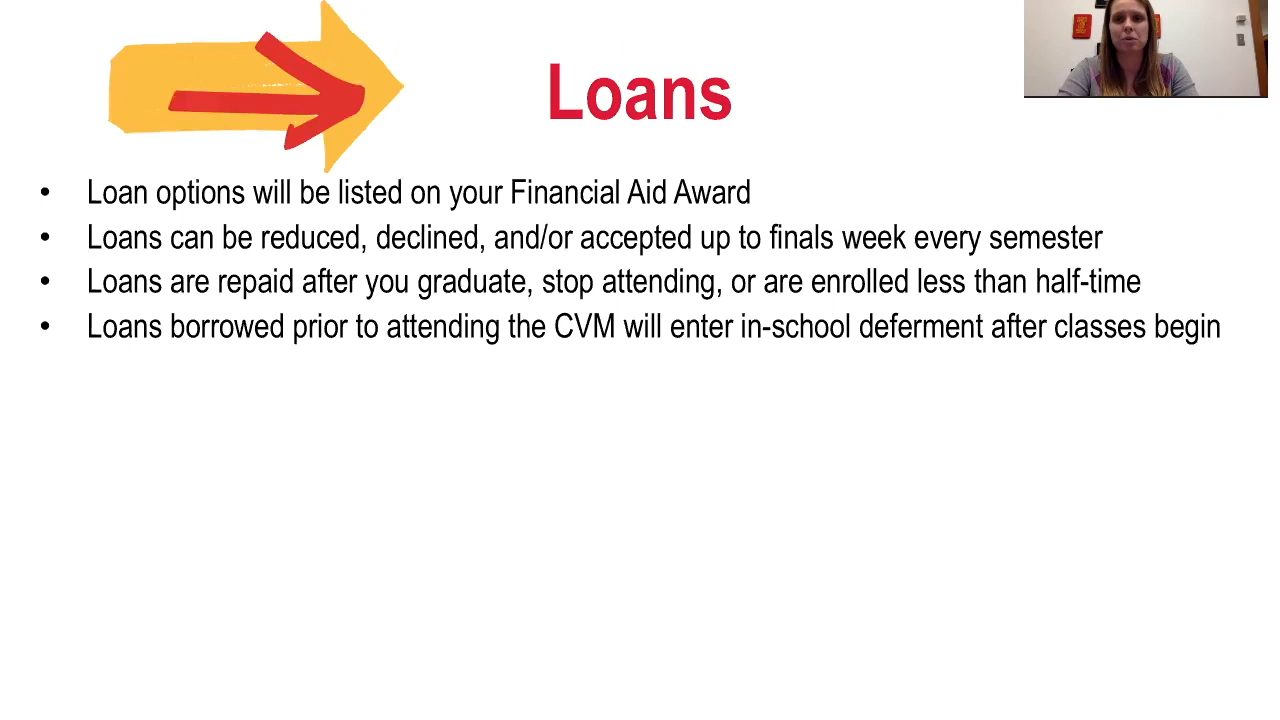 Loans
• Loan options will be listed on your Financial Aid Award
• Loans can be reduced, declined, and/or accepted up to finals week every semester
• Loans are repaid after you graduate, stop attending, or are enrolled less than half-time
• Loans borrowed prior to attending the CVM will enter in-school deferment after classes begin